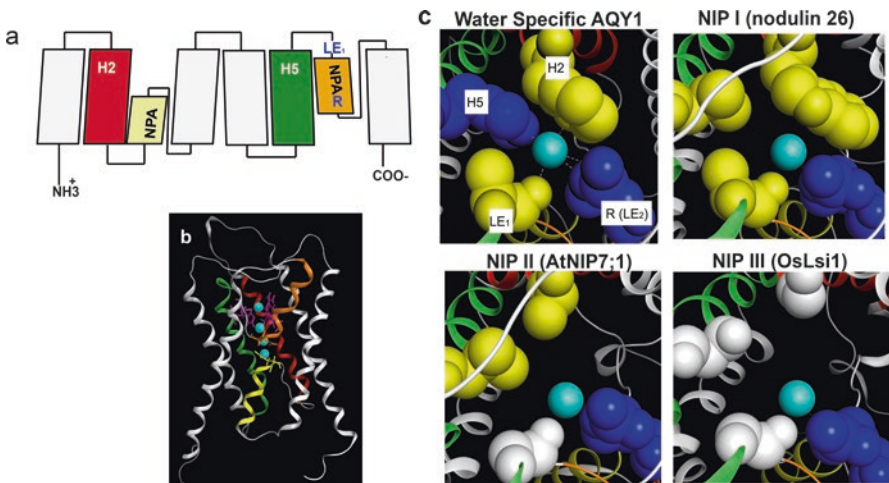 a
H2
NPA
H5
LE1
NPAR
NH3+
COO-
b
c
Water Specific AQY1
H2
H5
LE1
R (LE2)
NIP I (nodulin 26)
NIP II (AtNIP7;1)
NIP III (OsLsi1)